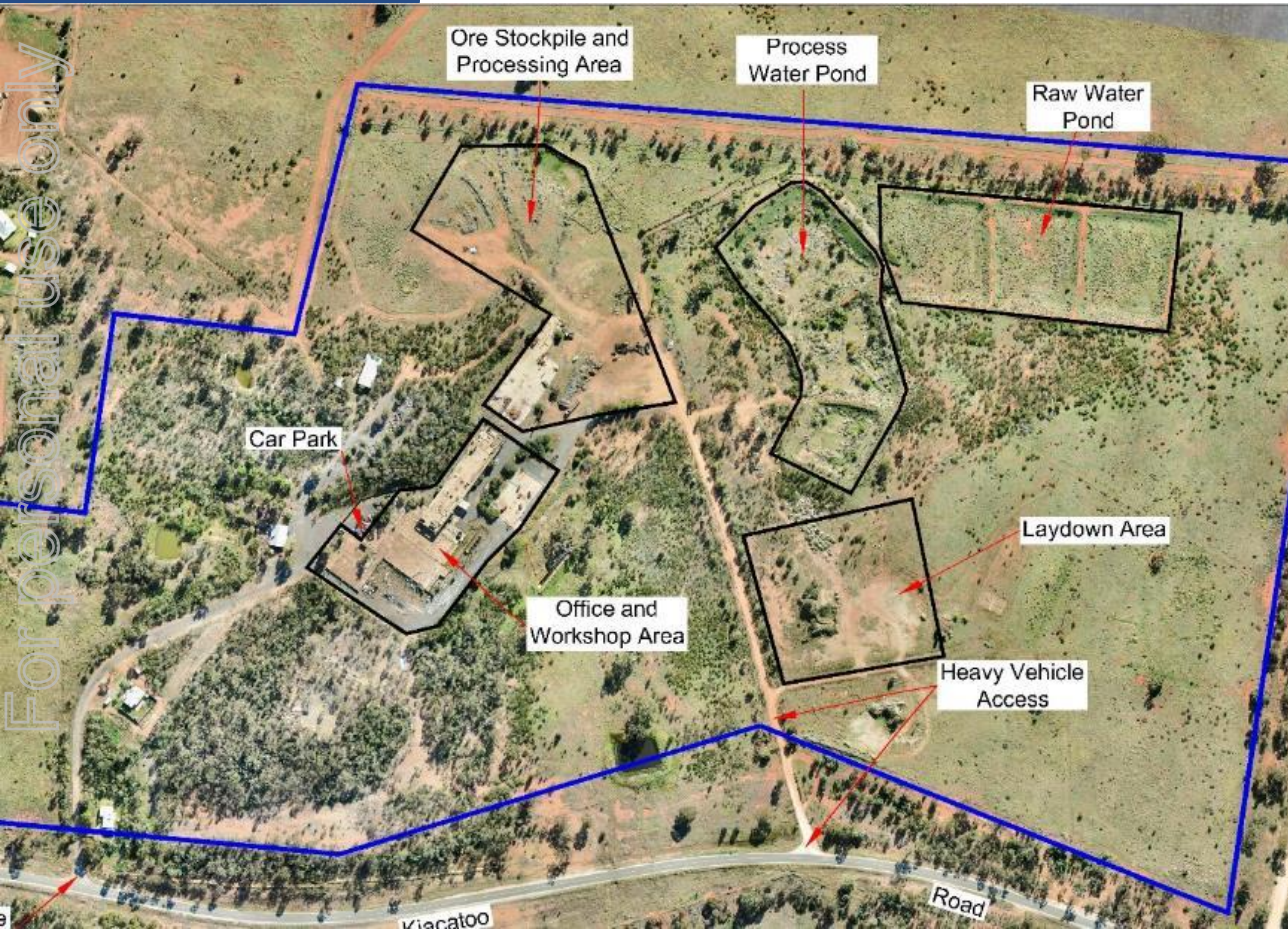 For personal use only
Ore Stockpile and
Processing Area
Process
Water Pond
Raw Water
Pond
Car Park
Laydown Area
Office and
Workshop Area
Heavy Vehicle
Access
Kiacatoo
Road